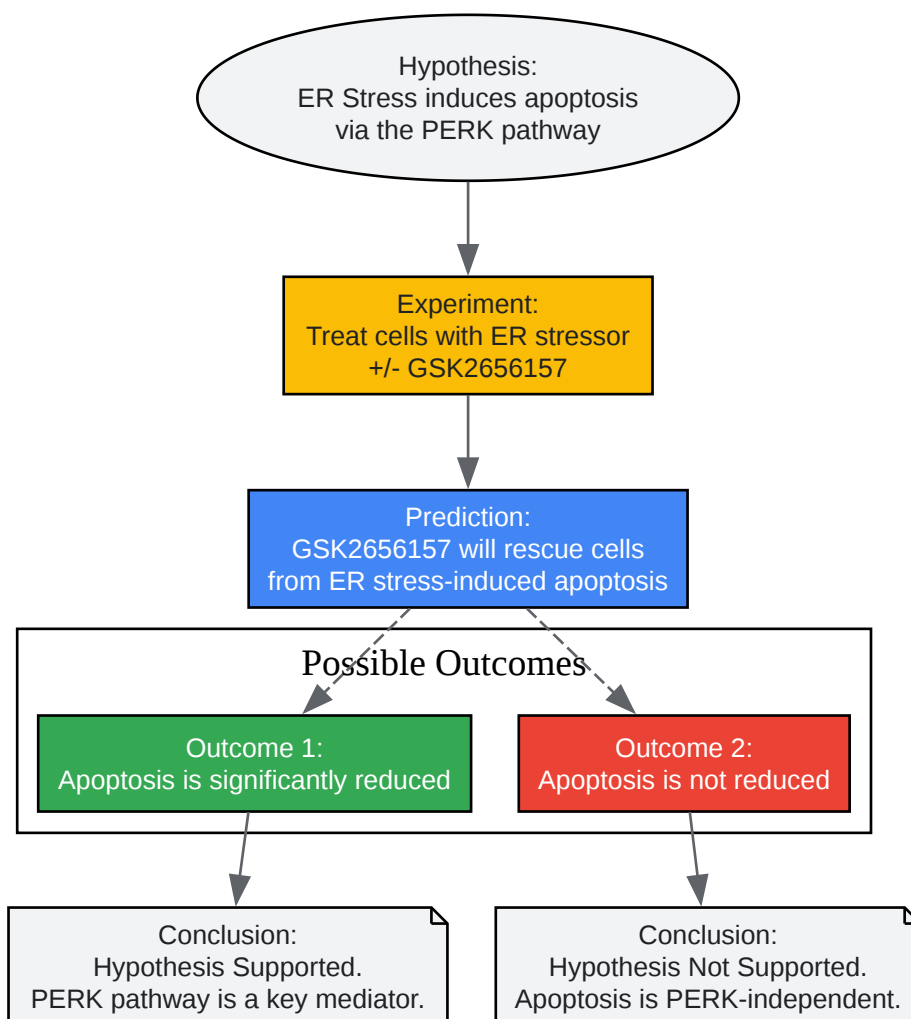 Hypothesis:
ER Stress induces apoptosis
via the PERK pathway
Experiment:
Treat cells with ER stressor
+/- GSK2656157
Prediction:
GSK2656157 will rescue cells
from ER stress-induced apoptosis
Possible Outcomes
Outcome 1:
Apoptosis is significantly reduced
Outcome 2:
Apoptosis is not reduced
Conclusion:
Hypothesis Supported.
PERK pathway is a key mediator.
Conclusion:
Hypothesis Not Supported.
Apoptosis is PERK-independent.